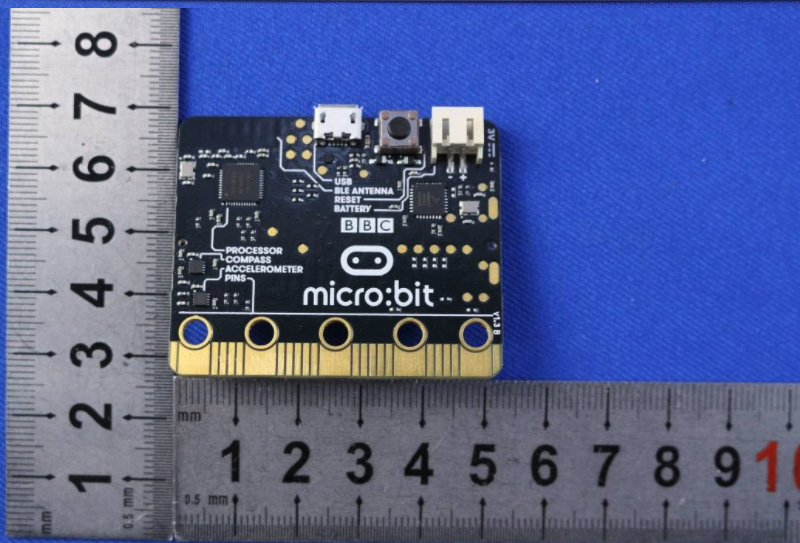 8
7
6
5
4
3
2
1
mm
0.5 mm
3V
USB
BLE ANTENNA
RESET
BATTERY
BBC
PROCESSOR
COMPASS
ACCELEROMETER
PINS
micro:bit
V1.3B
mm
1 2 3 4 5 6 7 8 9 10
0.5 mm